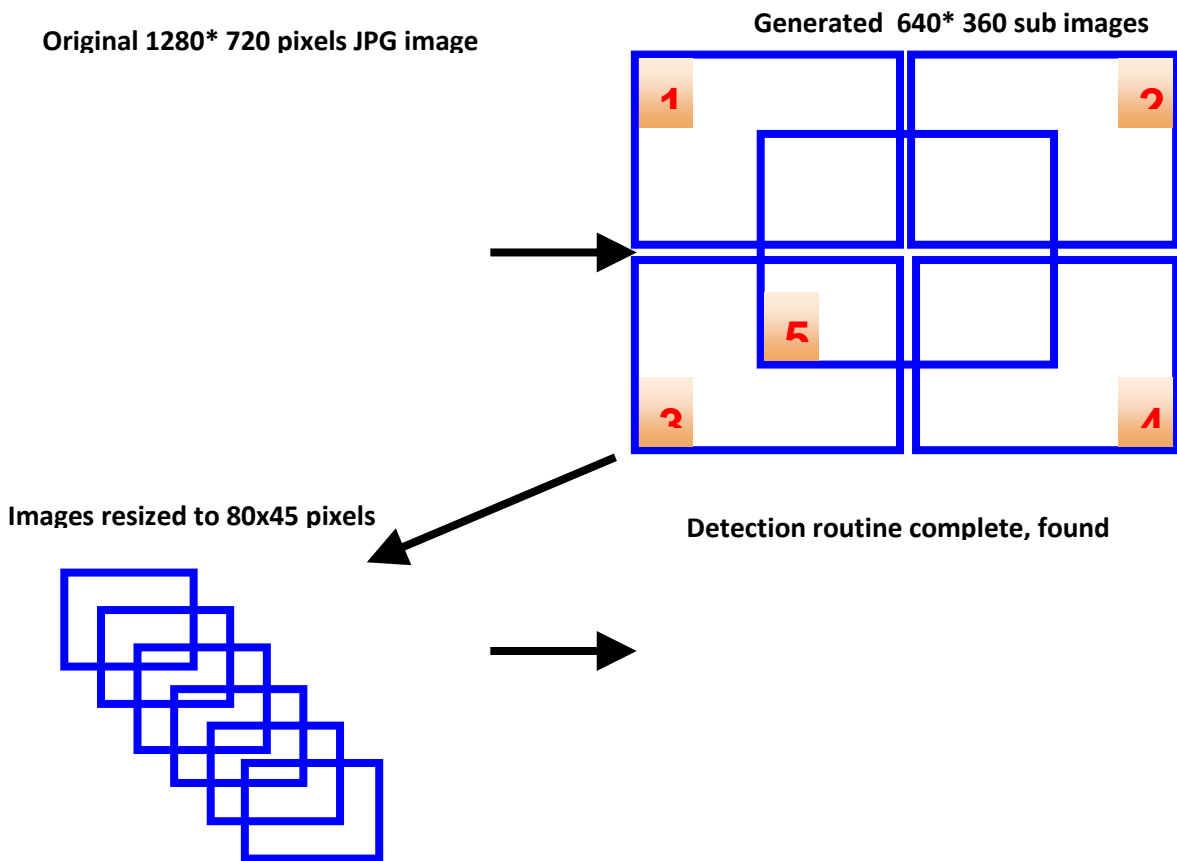 Original 1280* 720 pixels JPG image
Generated 640* 360 sub images
1
2
5
3
4
Images resized to 80x45 pixels
Detection routine complete, found